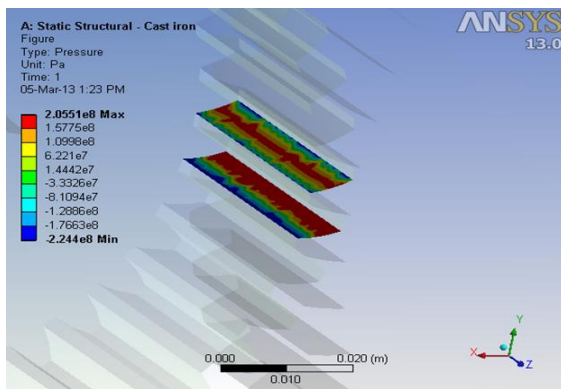 A: Static Structural - Cast iron
Figure
Type: Pressure
Unit: Pa
Time: 1
05-Mar-13 1:23 PM
ANSYS
13.0
2.0551e8 Max
1.5775e8
1.0998e8
6.221e7
1.4442e7
-3.3326e7
-8.1094e7
-1.2886e8
-1.7663e8
-2.244e8 Min
0.000
0.020 (m)
0.010
Y
X
Z